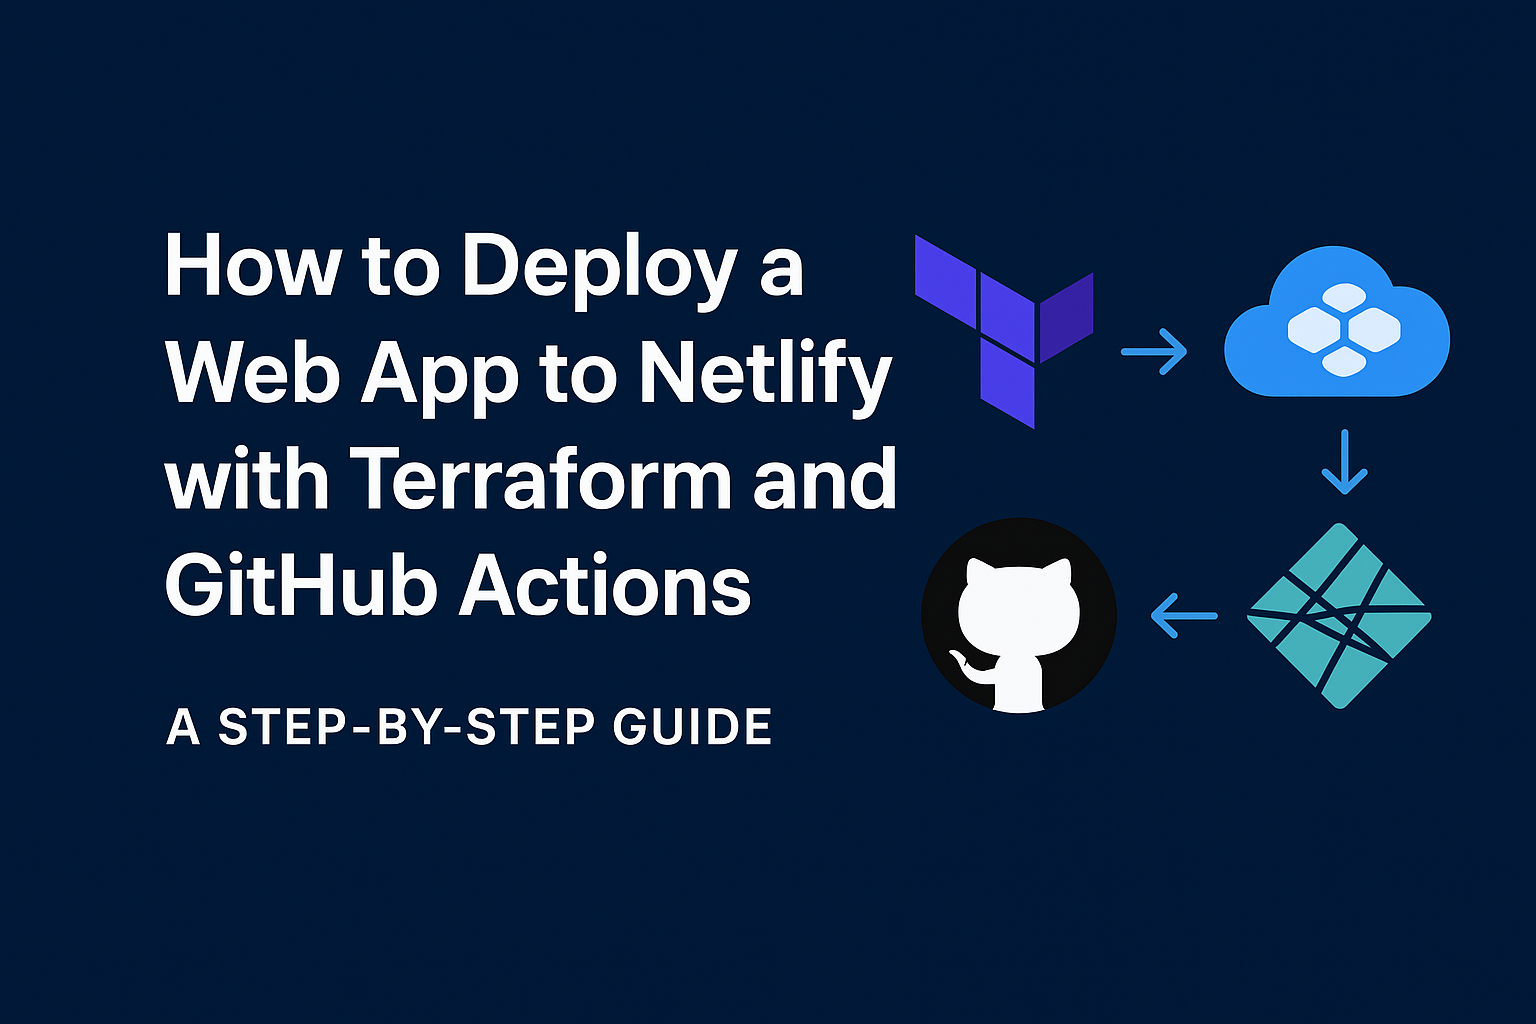 How to Deploy a
Web App to Netlify
with Terraform and
GitHub Actions
A STEP-BY-STEP GUIDE